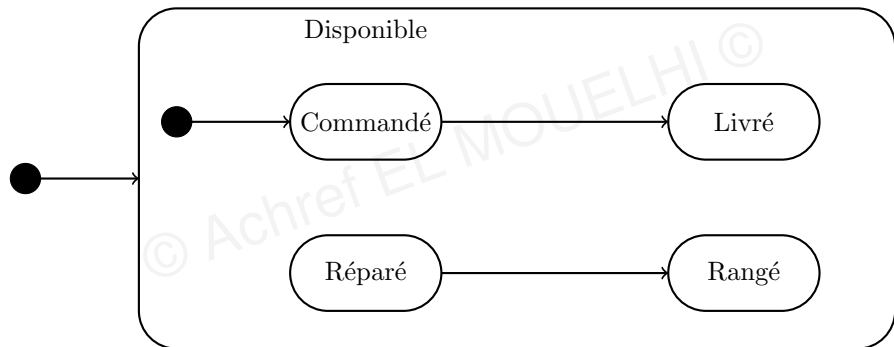 Disponible
Commandé
Livré
© Achref EL MOUELHI ©
Réparé
Rangé